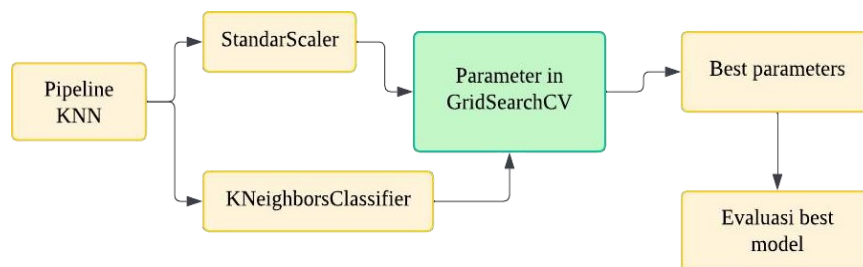 Pipeline
KNN
StandarScaler
KNeighborsClassifier
Parameter in
GridSearchCV
Best parameters
Evaluasi best
model